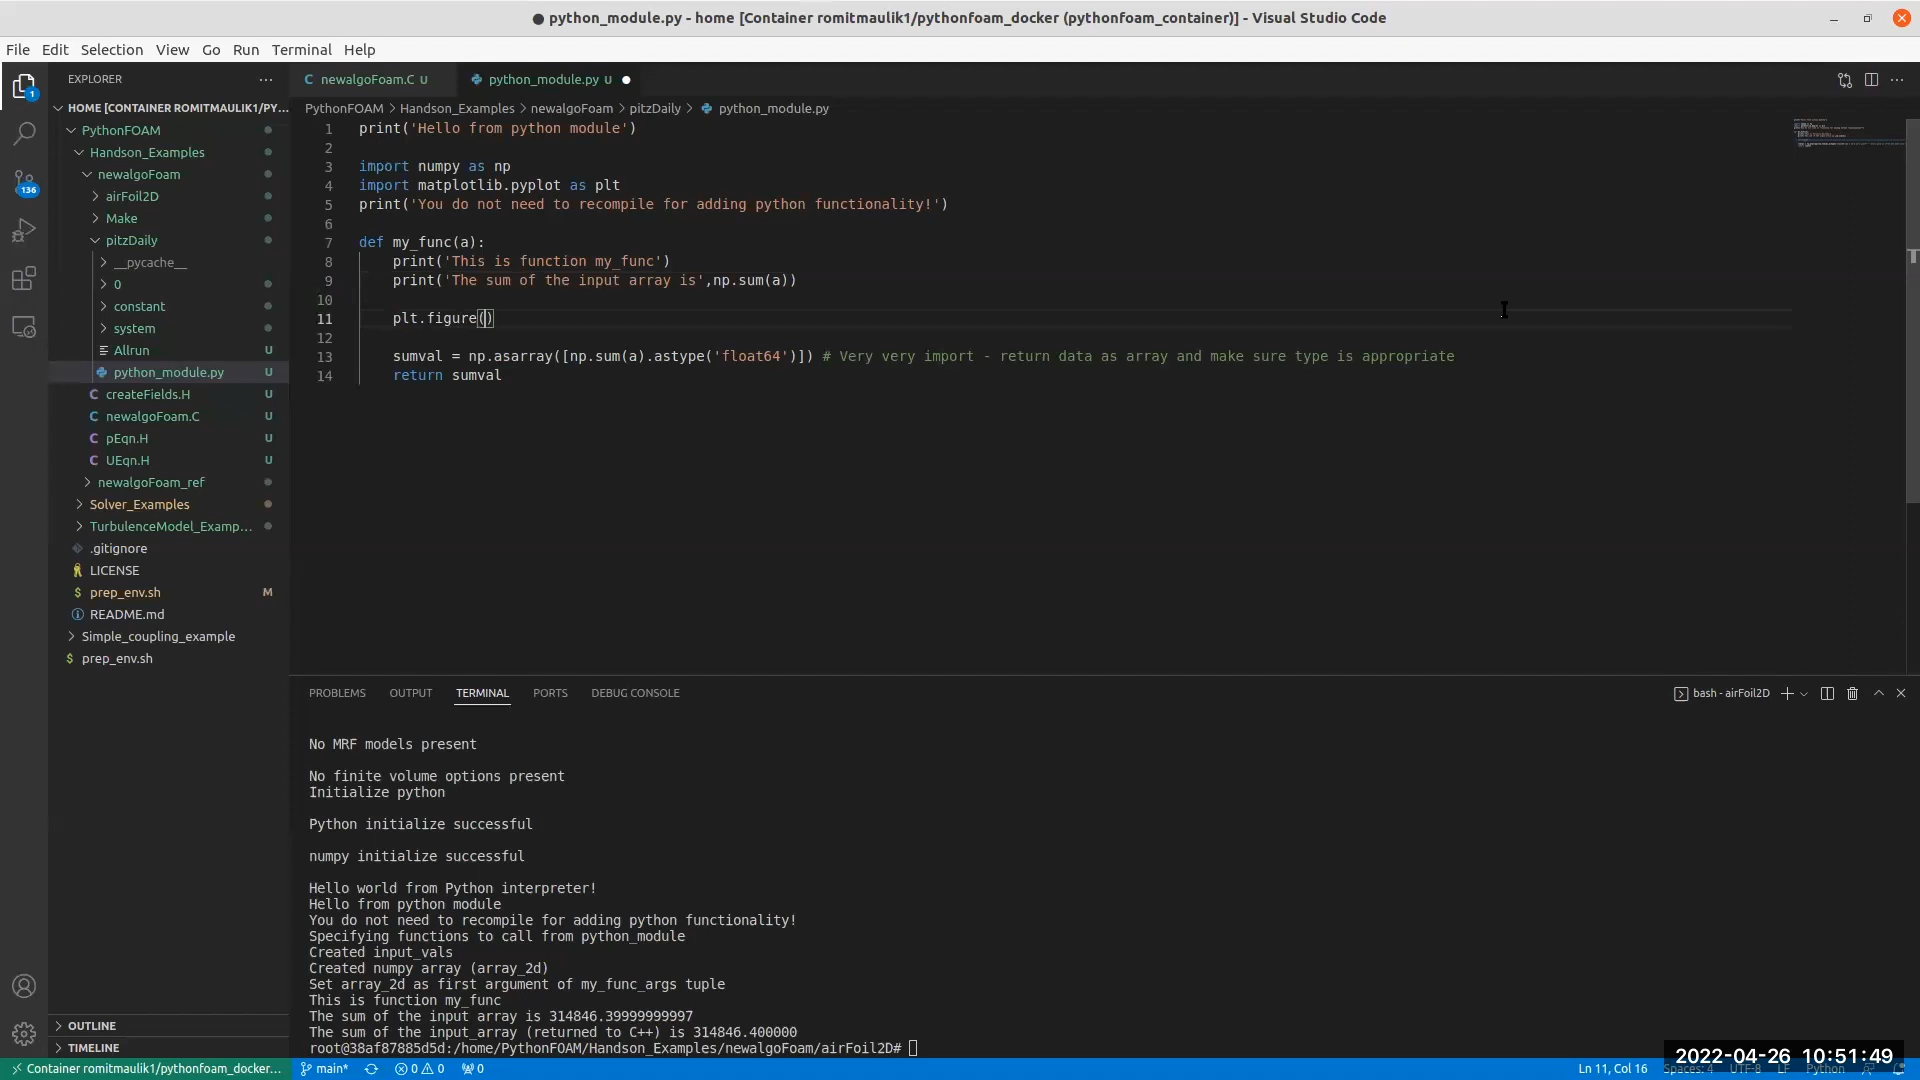 ● python_module.py - home [Container romitmaulik1/pythonfoam_docker (pythonfoam_container)] - Visual Studio Code
File Edit Selection View Go Run Terminal Help
EXPLORER
HOME [CONTAINER ROMITMAULIK1/PY...
PythonFOAM
Handson_Examples
newalgoFoam
airFoil2D
Make
pitzDaily
__pycache__
0
constant
system
Allrun U
python_module.py U
createFields.H U
newalgoFoam.C U
pEqn.H U
UEqn.H U
newalgoFoam_ref
Solver_Examples
TurbulenceModel_Examp...
.gitignore
LICENSE
prep_env.sh M
README.md
Simple_coupling_example
prep_env.sh
OUTLINE
TIMELINE
1
136
newalgoFoam.C U
python_module.py U
PythonFOAM > Handson_Examples > newalgoFoam > pitzDaily > python_module.py
1 print('Hello from python module')
2
3 import numpy as np
4 import matplotlib.pyplot as plt
5 print('You do not need to recompile for adding python functionality!')
6
7 def my_func(a):
8 print('This is function my_func')
9 print('The sum of the input array is',np.sum(a))
10
11 plt.figure()
12
13 sumval = np.asarray([np.sum(a).astype('float64')]) # Very very import - return data as array and make sure type is appropriate
14 return sumval
PROBLEMS OUTPUT TERMINAL PORTS DEBUG CONSOLE
bash - airFoil2D
No MRF models present
No finite volume options present
Initialize python
Python initialize successful
numpy initialize successful
Hello world from Python interpreter!
Hello from python module
You do not need to recompile for adding python functionality!
Specifying functions to call from python_module
Created input_vals
Created numpy array (array_2d)
Set array_2d as first argument of my_func_args tuple
This is function my_func
The sum of the input array is 314846.39999999997
The sum of the input_array (returned to C++) is 314846.400000
root@38af87885d5d:/home/PythonFOAM/Handson_Examples/newalgoFoam/airFoil2D#
Container romitmaulik1/pythonfoam_docker... main* 0 0 0 Ln 11, Col 16 Spaces: 4 UTF-8 LF Python
2022-04-26 10:51:49